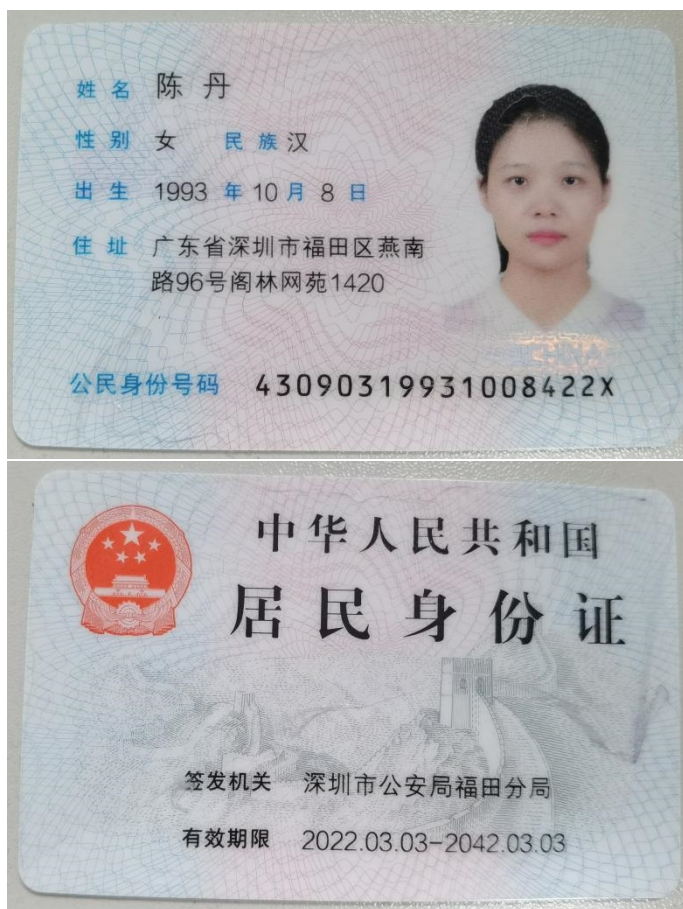 姓名 陈丹
性别 女 民族 汉
出生 1993 年 10 月 8 日
住址 广东省深圳市福田区燕南
路96号阁林网苑1420
CHINA
公民身份号码 43090319931008422X
中华人民共和国
居民身份证
签发机关 深圳市公安局福田分局
有效期限 2022.03.03-2042.03.03